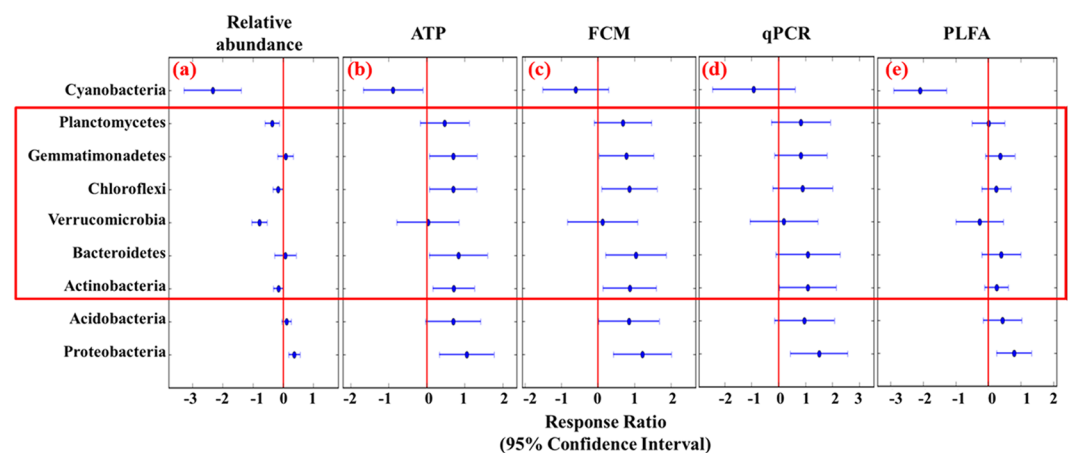 Relative
abundance
ATP
FCM
qPCR
PLFA
(a)
(b)
(c)
(d)
(e)
Cyanobacteria
Planctomycetes
Gemmatimonadetes
Chloroflexi
Verrucomicrobia
Bacteroidetes
Actinobacteria
Acidobacteria
Proteobacteria
-3 -2 -1 0 1
-2 -1 0 1 2
-2 -1 0 1 2
-2 -1 0 1 2 3
-3 -2 -1 0 1 2
Response Ratio
(95% Confidence Interval)